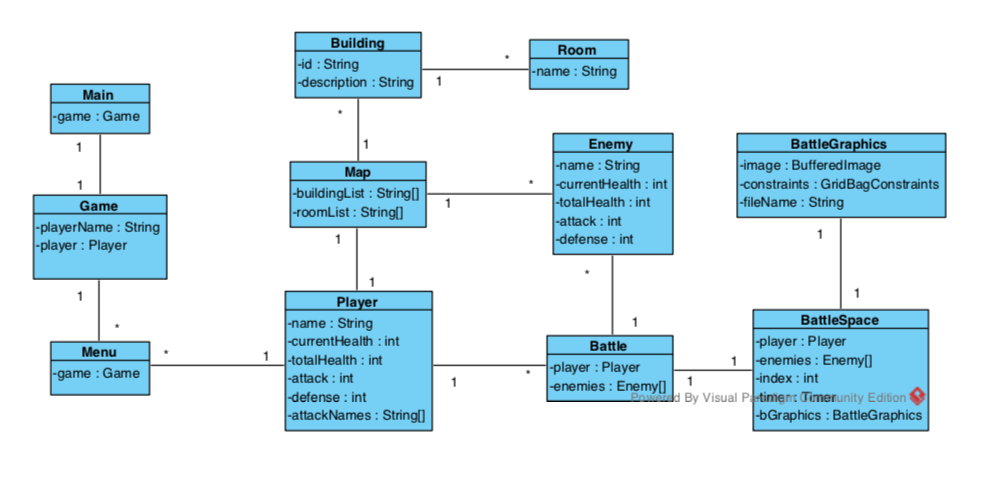 Building
-id : String
-description : String
1
*
Room
-name : String
Main
-game : Game
1
1
*
1
Game
-playerName : String
-player : Player
1
*
Menu
-game : Game
*
1
Map
-buildingList : String[]
-roomList : String[]
1
*
1
1
Enemy
-name : String
-currentHealth : int
-totalHealth : int
-attack : int
-defense : int
*
1
Player
-name : String
-currentHealth : int
-totalHealth : int
-attack : int
-defense : int
-attackNames : String[]
1
*
Battle
-player : Player
-enemies : Enemy[]
1
1
BattleGraphics
-image : BufferedImage
-constraints : GridBagConstraints
-fileName : String
1
1
BattleSpace
-player : Player
-enemies : Enemy[]
-index : int
-timer : Timer
-bGraphics : BattleGraphics
Powered By Visual Paradigm Community Edition